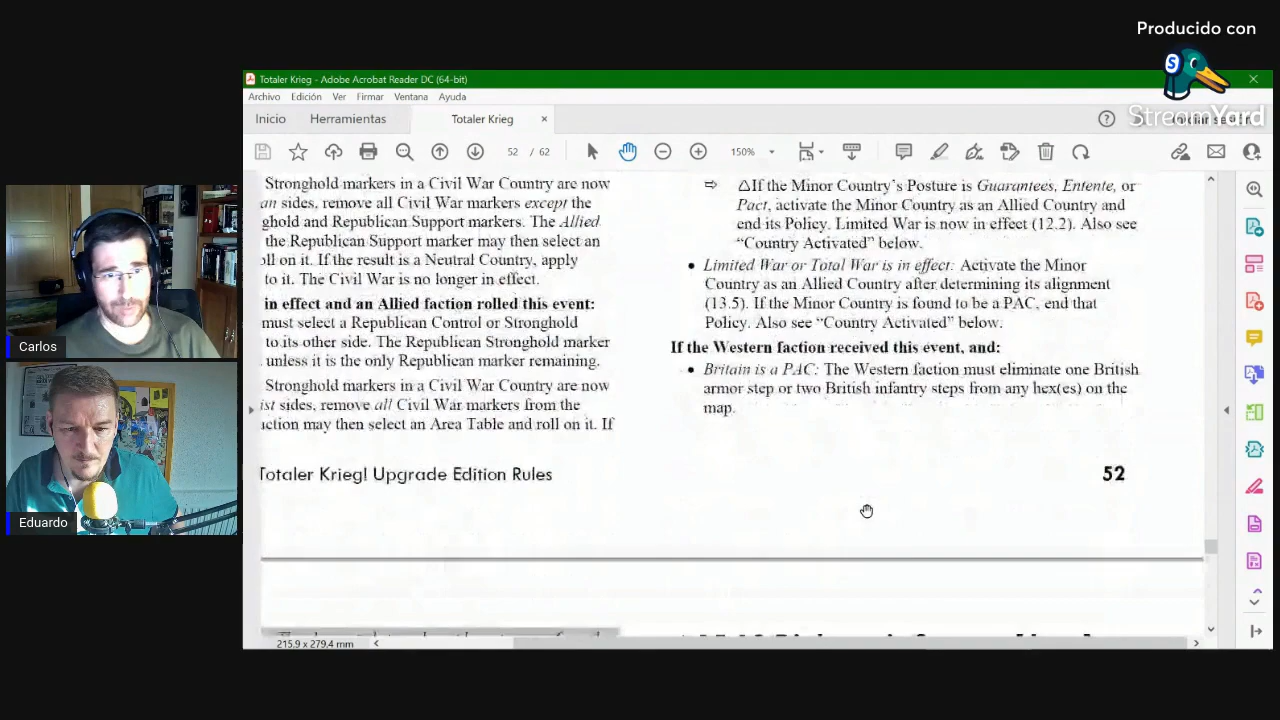 Producido con
StreamYard
Totaler Krieg - Adobe Acrobat Reader DC (64-bit)
Archivo Edición Ver Firmar Ventana Ayuda
Inicio Herramientas Totaler Krieg
52 / 62 150%
Stronghold markers in a Civil War Country are now
an sides, remove all Civil War markers except the
ghold and Republican Support markers. The Allied
the Republican Support marker may then select an
oll on it. If the result is a Neutral Country, apply
to it. The Civil War is no longer in effect.
in effect and an Allied faction rolled this event:
must select a Republican Control or Stronghold
to its other side. The Republican Stronghold marker
unless it is the only Republican marker remaining.
Stronghold markers in a Civil War Country are now
ist sides, remove all Civil War markers from the
action may then select an Area Table and roll on it. If
Totaler Krieg! Upgrade Edition Rules
⇨ △If the Minor Country's Posture is Guarantees, Entente, or
Pact, activate the Minor Country as an Allied Country and
end its Policy. Limited War is now in effect (12.2). Also see
“Country Activated” below.
• Limited War or Total War is in effect: Activate the Minor
Country as an Allied Country after determining its alignment
(13.5). If the Minor Country is found to be a PAC, end that
Policy. Also see “Country Activated” below.
If the Western faction received this event, and:
• Britain is a PAC: The Western faction must eliminate one British
armor step or two British infantry steps from any hex(es) on the
map.
52
215.9 x 279.4 mm
Carlos
Eduardo